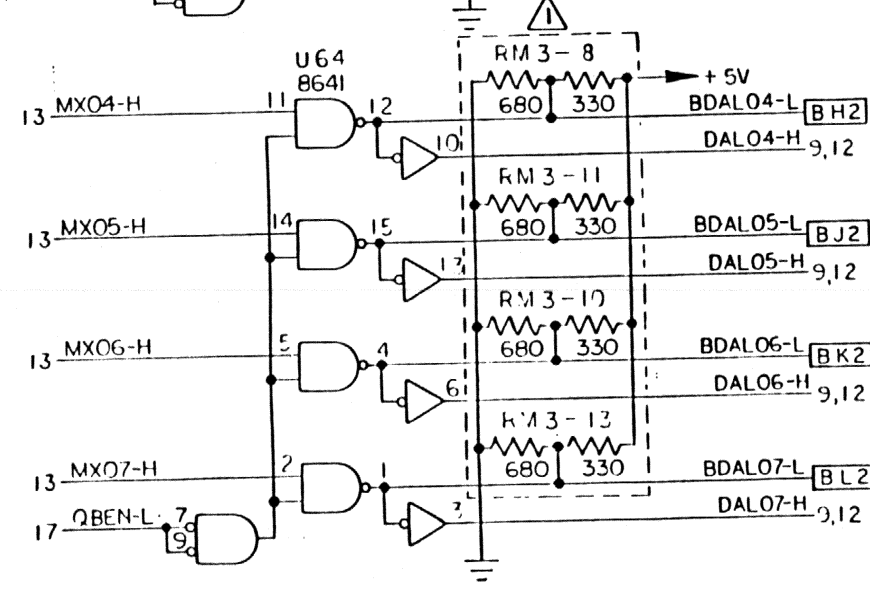 1
RM3-8
U64
8641
+5V
680 330
13 MX04-H 11 12 BDAL04-L BH2
10 DAL04-H 9,12
RM3-11
680 330
13 MX05-H 14 15 BDAL05-L BJ2
13 DAL05-H 9,12
RM3-10
680 330
13 MX06-H 5 4 BDAL06-L BK2
6 DAL06-H 9,12
RM3-13
680 330
13 MX07-H 2 1 BDAL07-L BL2
3 DAL07-H 9,12
17 QBEN-L 7
9